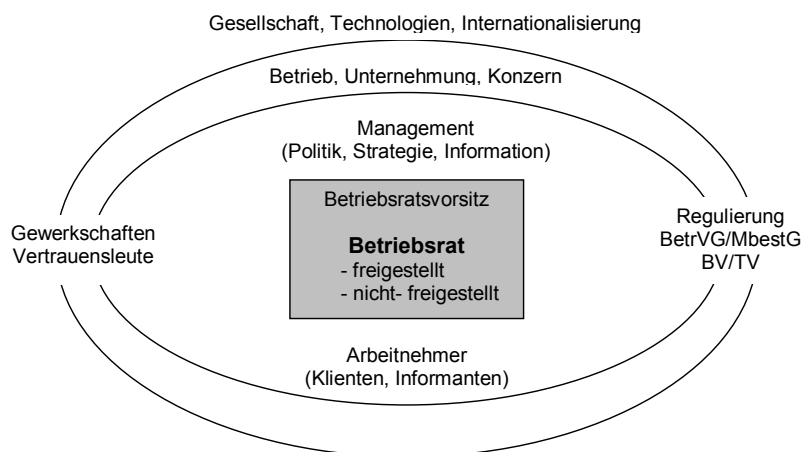 Gesellschaft, Technologien, Internationalisierung
Betrieb, Unternehmung, Konzern
Management
(Politik, Strategie, Information)
Betriebsratsvorsitz
Betriebsrat
- freigestellt
- nicht- freigestellt
Gewerkschaften
Vertrauensleute
Regulierung
BetrVG/MbestG
BV/TV
Arbeitnehmer
(Klienten, Informanten)